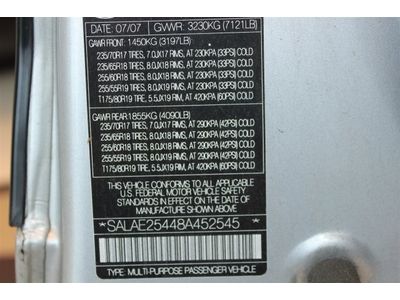 DATE: 07/07 GVWR: 3230KG (7121LB)
GAWR FRONT: 1450KG (3197LB)
235/70R17 TIRES, 7.0JX17 RIMS, AT 230KPA (33PSI) COLD
235/65R18 TIRES, 8.0JX18 RIMS, AT 230KPA (33PSI) COLD
255/60R18 TIRES, 8.0JX18 RIMS, AT 230KPA (33PSI) COLD
255/55R19 TIRES, 8.0JX19 RIMS, AT 230KPA (33PSI) COLD
T175/80R19 TIRE, 5.5JX19 RIM, AT 420KPA (60PSI) COLD
GAWR REAR: 1855KG (4090LB)
235/70R17 TIRES, 7.0JX17 RIMS, AT 290KPA (42PSI) COLD
235/65R18 TIRES, 8.0JX18 RIMS, AT 290KPA (42PSI) COLD
255/60R18 TIRES, 8.0JX18 RIMS, AT 290KPA (42PSI) COLD
255/55R19 TIRES, 8.0JX19 RIMS, AT 290KPA (42PSI) COLD
T175/80R19 TIRE, 5.5JX19 RIM, AT 420KPA (60PSI) COLD
THIS VEHICLE CONFORMS TO ALL APPLICABLE
U.S. FEDERAL MOTOR VEHICLE SAFETY
STANDARDS IN EFFECT ON THE DATE OF
MANUFACTURE SHOWN ABOVE.
*SALAE25448A452545*
TYPE: MULTI-PURPOSE PASSENGER VEHICLE